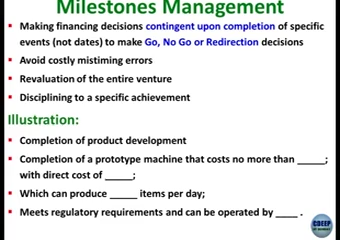 Milestones Management
▪ Making financing decisions contingent upon completion of specific
events (not dates) to make Go, No Go or Redirection decisions
▪ Avoid costly mistiming errors
▪ Revaluation of the entire venture
▪ Disciplining to a specific achievement
Illustration:
▪ Completion of product development
▪ Completion of a prototype machine that costs no more than _____;
with direct cost of _____;
▪ Which can produce _____ items per day;
▪ Meets regulatory requirements and can be operated by ____ .
CDEEP